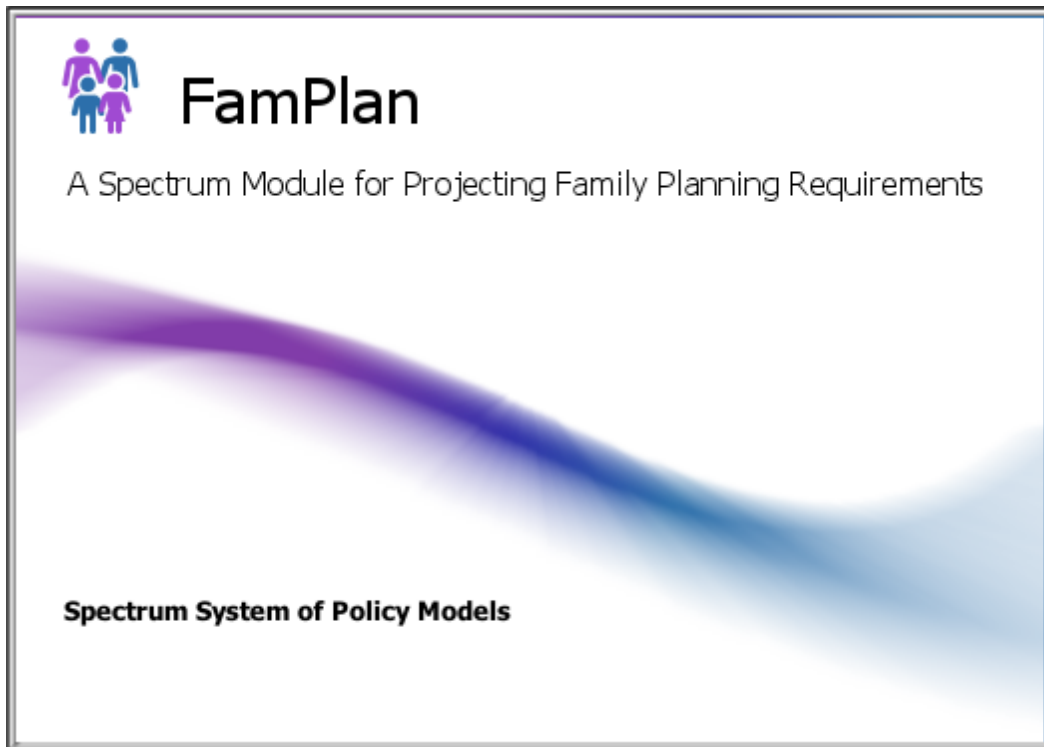 FamPlan
A Spectrum Module for Projecting Family Planning Requirements
Spectrum System of Policy Models